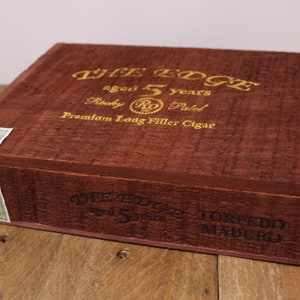 THE EDGE
aged 5 years
Rocky RP Patel
Premium Long Filler Cigar
THE EDGE
aged 5 years
TORPEDO
MADURO